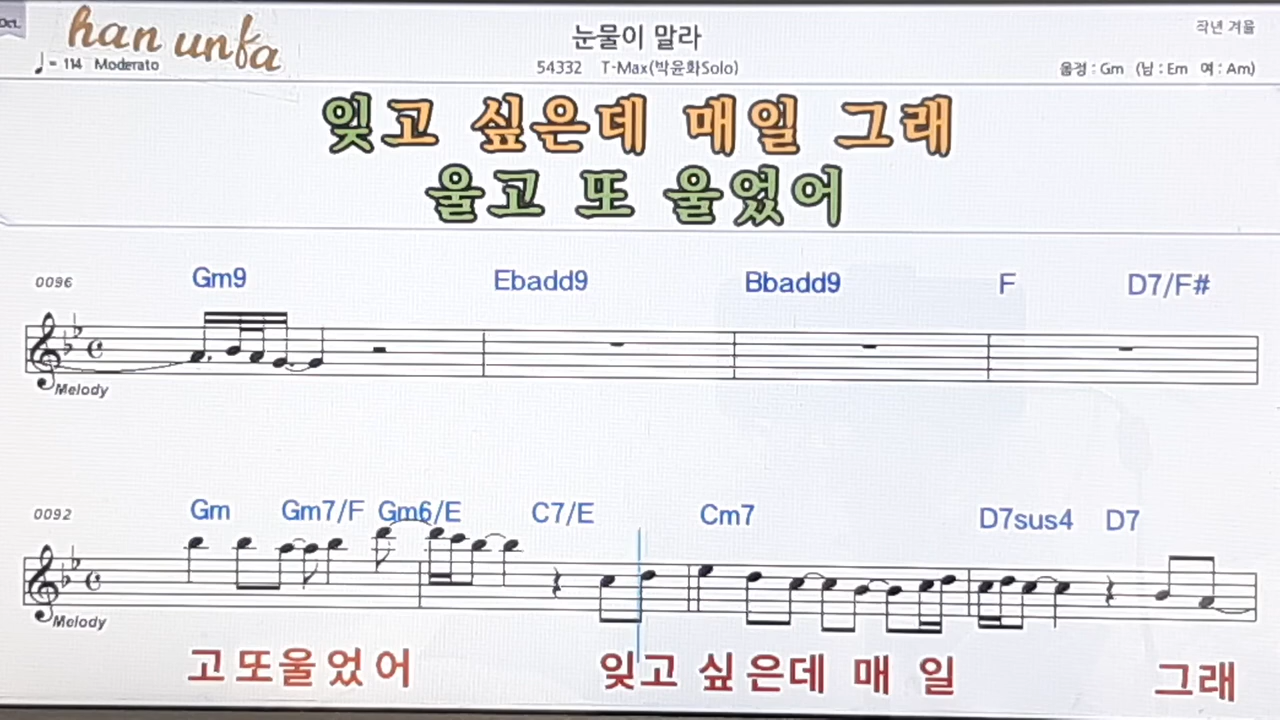 Oct.
han unfa
눈물이 말라
작년 겨울
♩= 114 Moderato
54332 T-Max(박윤화Solo)
음정 : Gm (남 : Em 여 : Am)
잊고 싶은데 매일 그래
울고 또 울었어
0096 Gm9 Ebadd9 Bbadd9 F D7/F#
Melody
0092 Gm Gm7/F Gm6/E C7/E Cm7 D7sus4 D7
Melody
고 또울었어 잊고 싶은데 매 일 그래